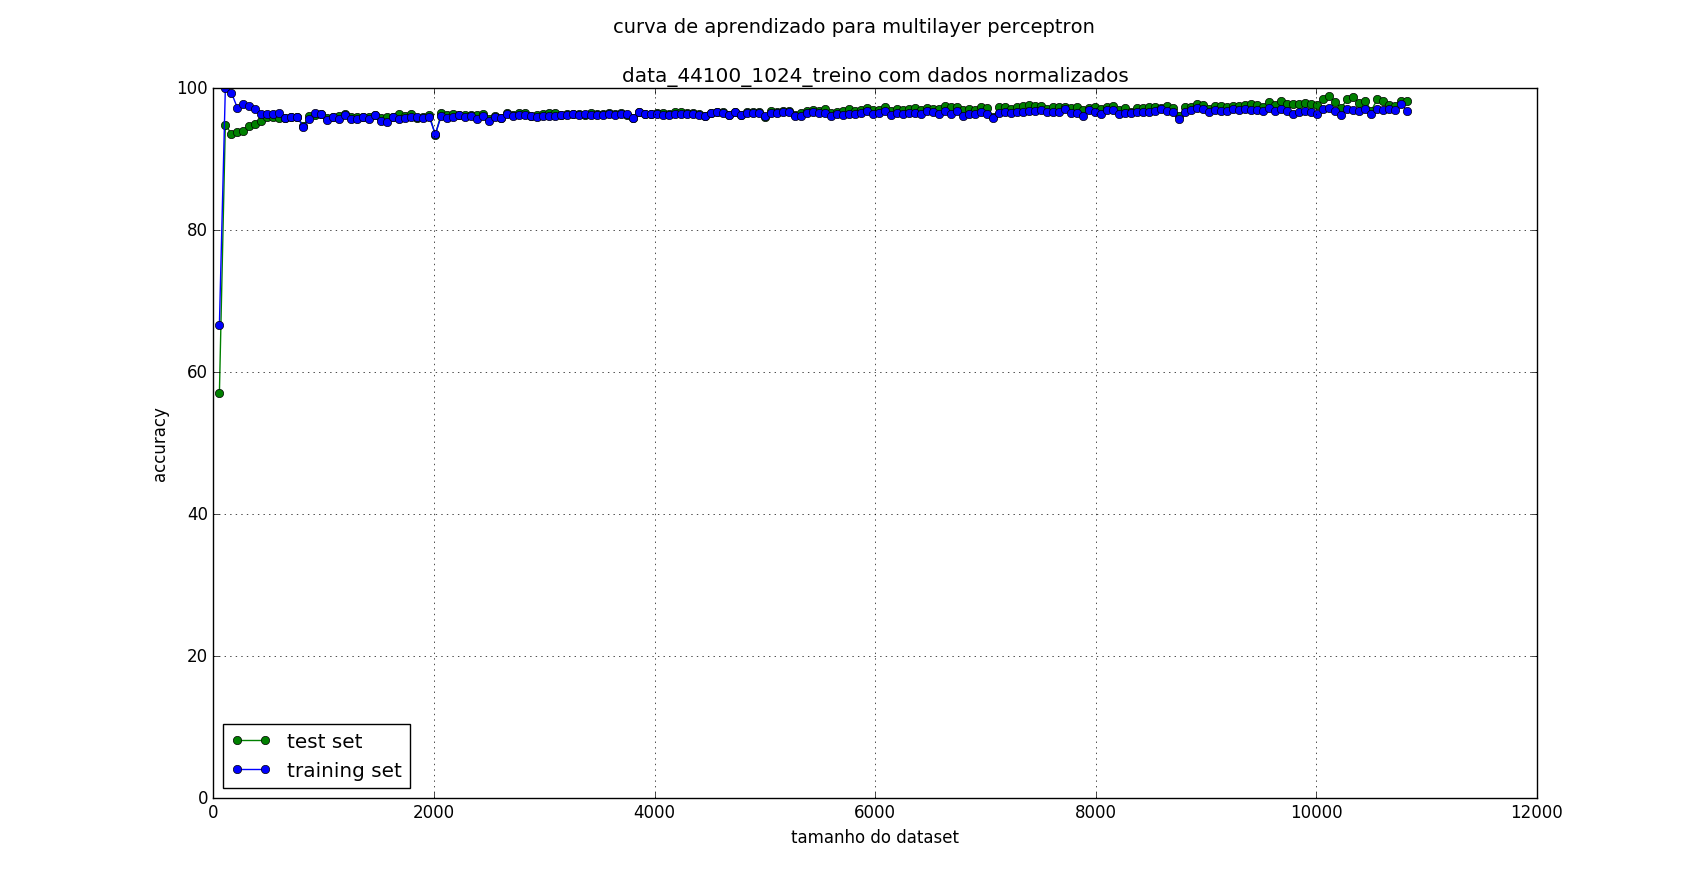 curva de aprendizado para multilayer perceptron
data_44100_1024_treino com dados normalizados
100
80
60
40
20
0
accuracy
test set
training set
0 2000 4000 6000 8000 10000 12000
tamanho do dataset